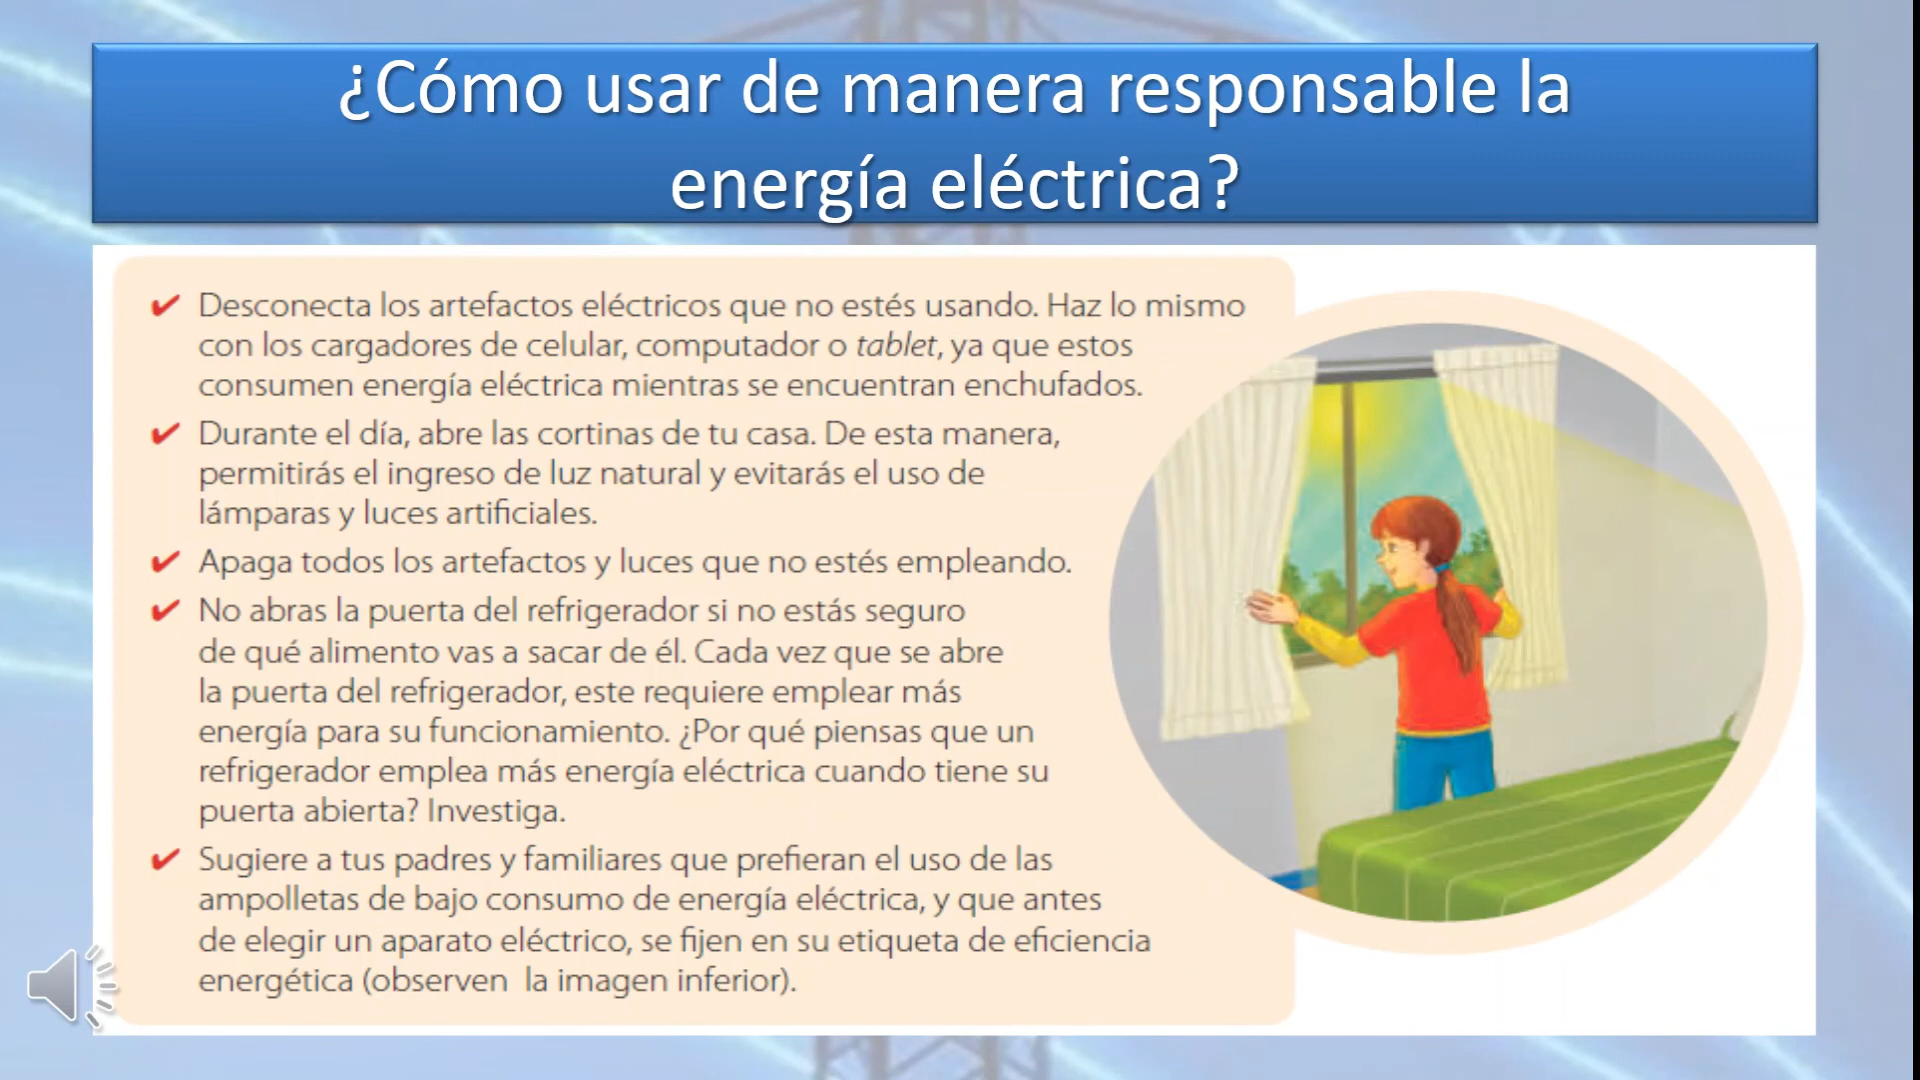 ¿Cómo usar de manera responsable la
energía eléctrica?
✔ Desconecta los artefactos eléctricos que no estés usando. Haz lo mismo
con los cargadores de celular, computador o tablet, ya que estos
consumen energía eléctrica mientras se encuentran enchufados.
✔ Durante el día, abre las cortinas de tu casa. De esta manera,
permitirás el ingreso de luz natural y evitarás el uso de
lámparas y luces artificiales.
✔ Apaga todos los artefactos y luces que no estés empleando.
✔ No abras la puerta del refrigerador si no estás seguro
de qué alimento vas a sacar de él. Cada vez que se abre
la puerta del refrigerador, este requiere emplear más
energía para su funcionamiento. ¿Por qué piensas que un
refrigerador emplea más energía eléctrica cuando tiene su
puerta abierta? Investiga.
✔ Sugiere a tus padres y familiares que prefieran el uso de las
ampolletas de bajo consumo de energía eléctrica, y que antes
de elegir un aparato eléctrico, se fijen en su etiqueta de eficiencia
energética (observen  la imagen inferior).